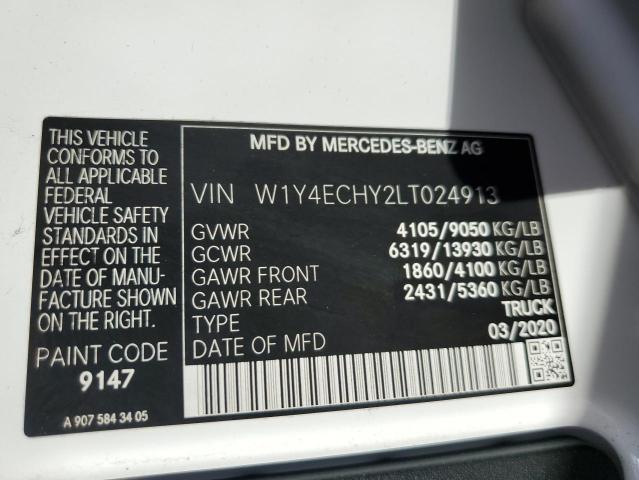 THIS VEHICLE
CONFORMS TO
ALL APPLICABLE
FEDERAL
VEHICLE SAFETY
STANDARDS IN
EFFECT ON THE
DATE OF MANU-
FACTURE SHOWN
ON THE RIGHT.
PAINT CODE
9147
A 907 584 34 05
MFD BY MERCEDES-BENZ AG
VIN W1Y4ECHY2LT024913
GVWR 4105/9050 KG/LB
GCWR 6319/13930 KG/LB
GAWR FRONT 1860/4100 KG/LB
GAWR REAR 2431/5360 KG/LB
TYPE TRUCK
DATE OF MFD 03/2020